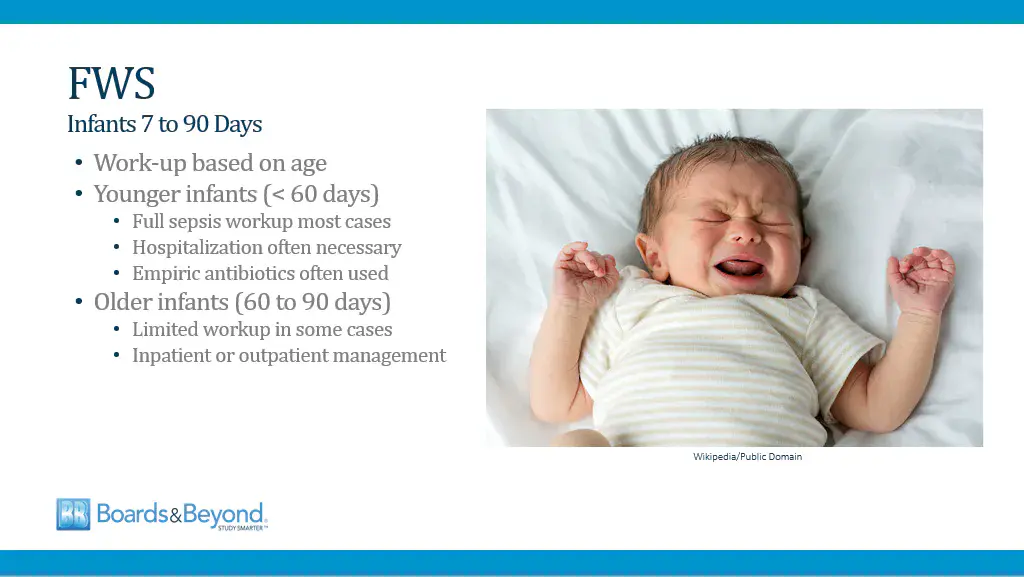 FWS
Infants 7 to 90 Days
• Work-up based on age
• Younger infants (< 60 days)
• Full sepsis workup most cases
• Hospitalization often necessary
• Empiric antibiotics often used
• Older infants (60 to 90 days)
• Limited workup in some cases
• Inpatient or outpatient management
Wikipedia/Public Domain
BB Boards&Beyond.
STUDY SMARTER™